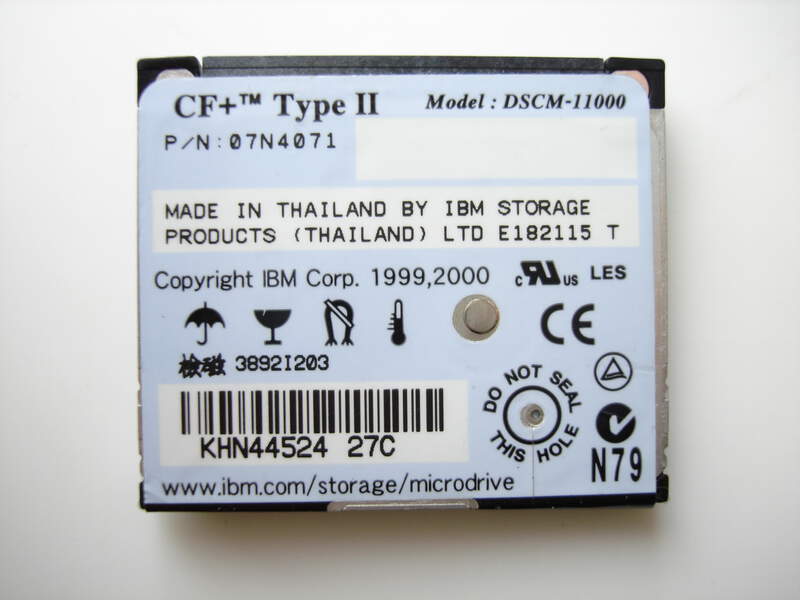 CF+™ Type II
Model : DSCM-11000
P/N:07N4071
MADE IN THAILAND BY IBM STORAGE
PRODUCTS (THAILAND) LTD E182115 T
Copyright IBM Corp. 1999,2000
c RU us LES
CE
檢磁 3892I203
DO NOT SEAL
THIS HOLE
KHN44524 27C
N79
www.ibm.com/storage/microdrive